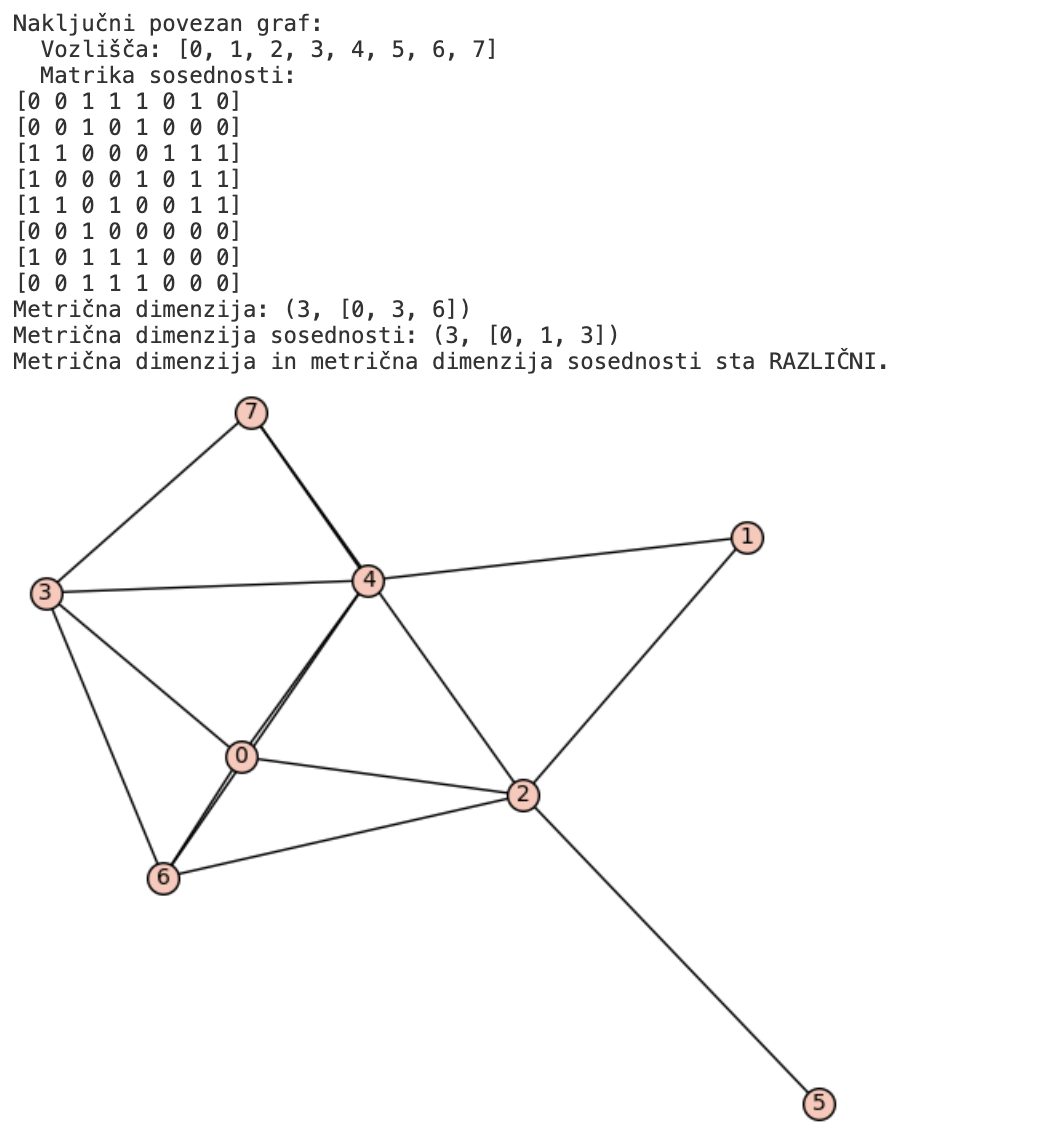 Naključni povezan graf:
  Vozlišča: [0, 1, 2, 3, 4, 5, 6, 7]
  Matrika sosednosti:
[0 0 1 1 1 0 1 0]
[0 0 1 0 1 0 0 0]
[1 1 0 0 0 1 1 1]
[1 0 0 0 1 0 1 1]
[1 1 0 1 0 0 1 1]
[0 0 1 0 0 0 0 0]
[1 0 1 1 1 0 0 0]
[0 0 1 1 1 0 0 0]
Metrična dimenzija: (3, [0, 3, 6])
Metrična dimenzija sosednosti: (3, [0, 1, 3])
Metrična dimenzija in metrična dimenzija sosednosti sta RAZLIČNI.
7
1
4
3
0
2
6
5